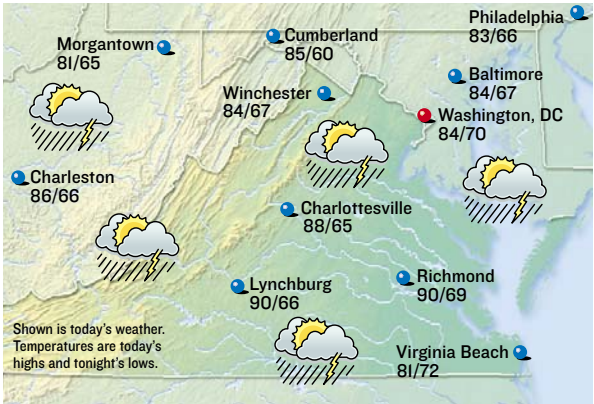 Philadelphia
83/66
Morgantown
81/65
Cumberland
85/60
Baltimore
84/67
Winchester
84/67
Washington, DC
84/70
Charleston
86/66
Charlottesville
88/65
Lynchburg
90/66
Richmond
90/69
Shown is today's weather.
Temperatures are today's
highs and tonight's lows.
Virginia Beach
81/72